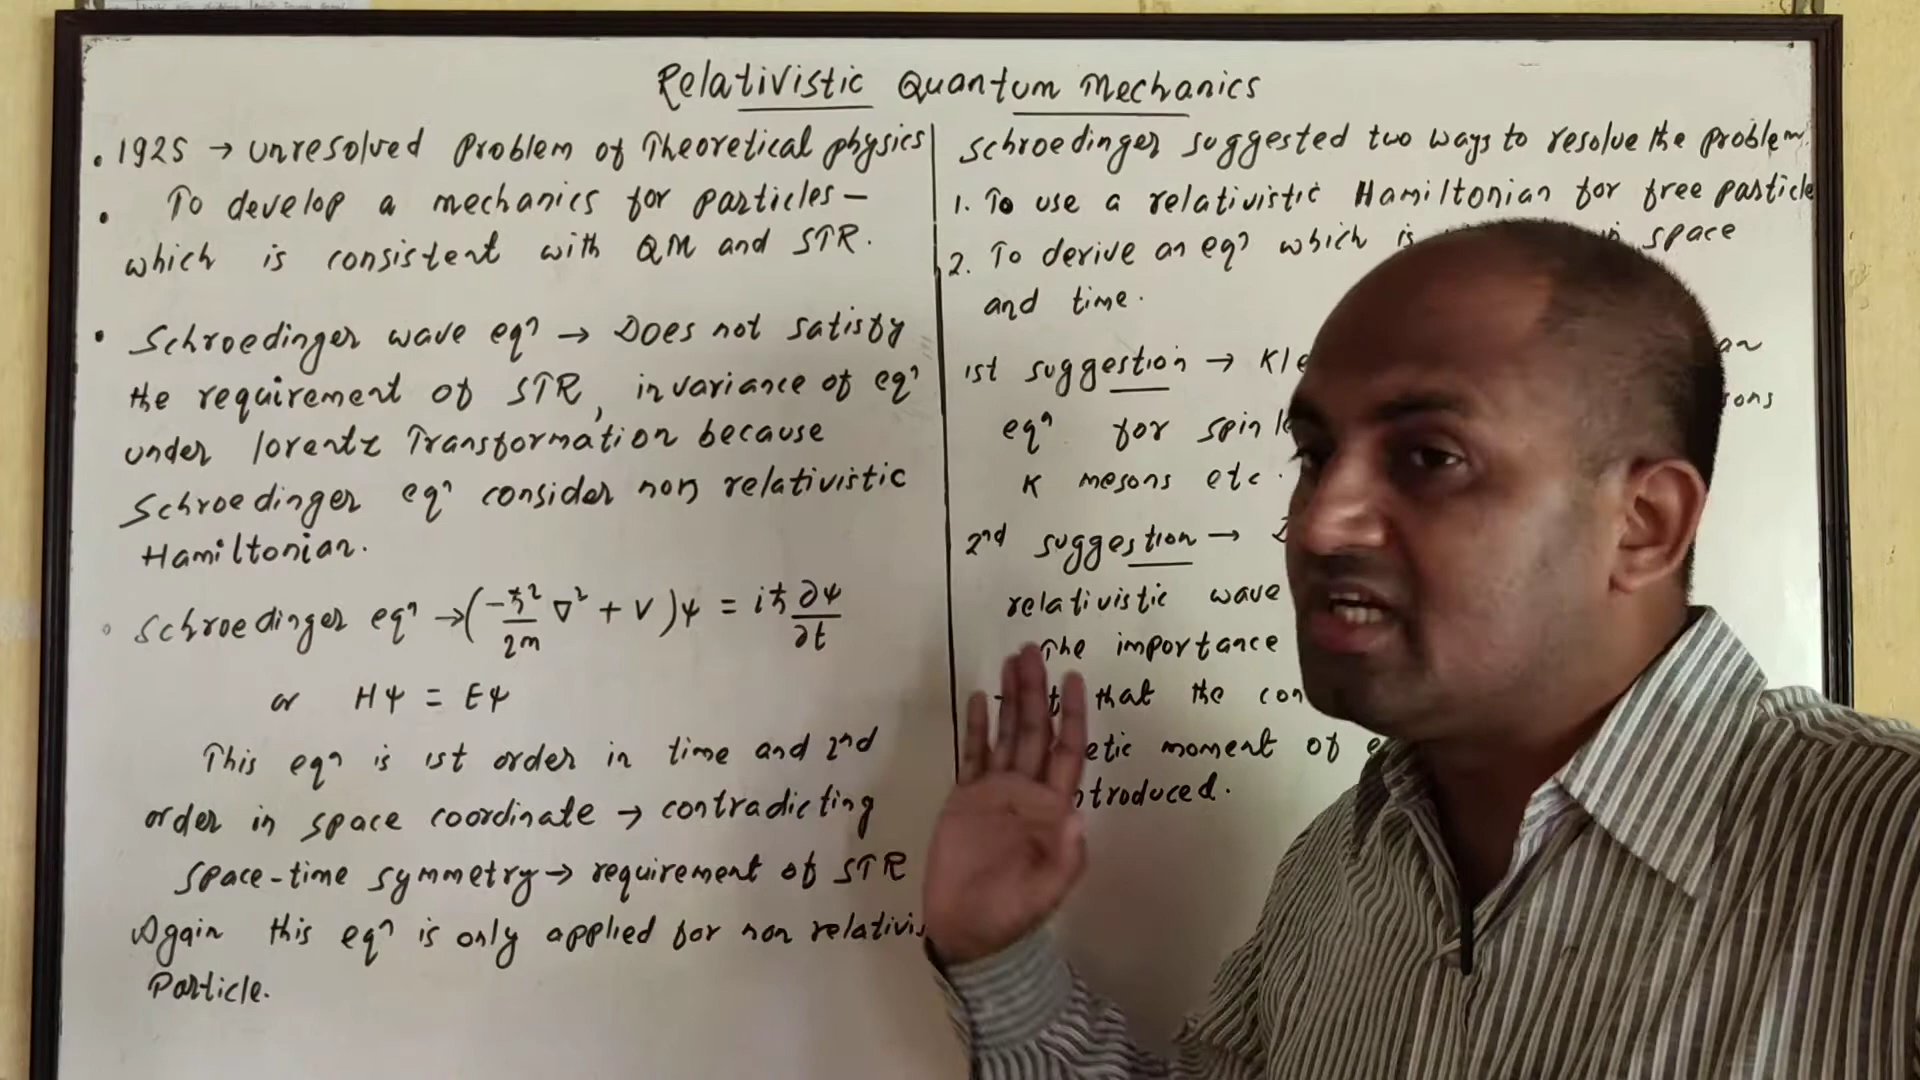 Relativistic Quantum Mechanics
• 1925 → unresolved Problem of Theoretical physics
• To develop a mechanics for particles –
which is consistent with QM and STR.
• Schroedinger wave eqⁿ → Does not satisfy
the requirement of STR, invariance of eqⁿ
under lorentz Transformation because
Schroedinger eqⁿ consider non relativistic
Hamiltonian.
• Schroedinger eqⁿ → (-ℏ²/2m ∇² + V)ψ = iℏ ∂ψ/∂t
or Hψ = Eψ
This eqⁿ is 1st order in time and 2nd
order in space coordinate → contradicting
Space-time symmetry → requirement of STR
Again this eqⁿ is only applied for non
Particle.
Schroedinger suggested two ways to resolve the problem.
1. To use a relativistic Hamiltonian for free particle
2. To derive an eqⁿ which is space
and time.
1st suggestion →
eqⁿ for
K mesons etc.
2nd suggestion →
relativistic wave
The importance
that the
moment of